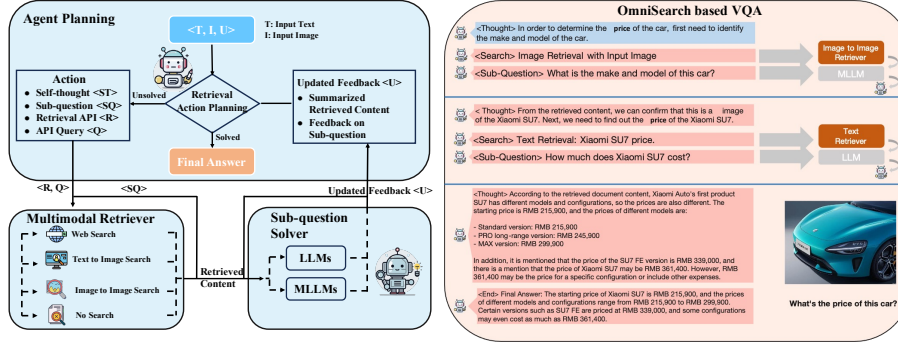 Agent Planning
<T, I, U>
T: Input Text
I: Input Image
Action
Self-thought <ST>
Sub-question <SQ>
Retrieval API <R>
API Query <Q>
Unsolved
Retrieval
Action Planning
Solved
Final Answer
Updated Feedback <U>
Summarized
Retrieved Content
Feedback on
Sub-question
<R, Q>
<SQ>
Updated Feedback <U>
Multimodal Retriever
Web Search
Text to Image Search
Image to Image Search
No Search
Retrieved
Content
Sub-question
Solver
LLMs
MLLMs
OmniSearch based VQA
<Thought> In order to determine the price of the car, first need to identify
the make and model of the car.
<Search> Image Retrieval with Input Image
<Sub-Question> What is the make and model of this car?
Image to Image
Retriever
MLLM
< Thought> From the retrieved content, we can confirm that this is a image
of the Xiaomi SU7. Next, we need to find out the price of the Xiaomi SU7.
<Search> Text Retrieval: Xiaomi SU7 price.
<Sub-Question> How much does Xiaomi SU7 cost?
Text
Retriever
LLM
<Thought> According to the retrieved document content, Xiaomi Auto's first product
SU7 has different models and configurations, so the prices are also different. The
starting price is RMB 215,900, and the prices of different models are:
- Standard version: RMB 215,900
- PRO long-range version: RMB 245,900
- MAX version: RMB 299,900
In addition, it is mentioned that the price of the SU7 FE version is RMB 339,000, and
there is a mention that the price of Xiaomi SU7 may be RMB 361,400. However, RMB
361,400 may be the price for a specific configuration or include other expenses.
<End> Final Answer: The starting price of Xiaomi SU7 is RMB 215,900, and the prices
of different models and configurations range from RMB 215,900 to RMB 299,900.
Certain versions such as SU7 FE are priced at RMB 339,000, and some configurations
may even cost as much as RMB 361,400.
What's the price of this car?